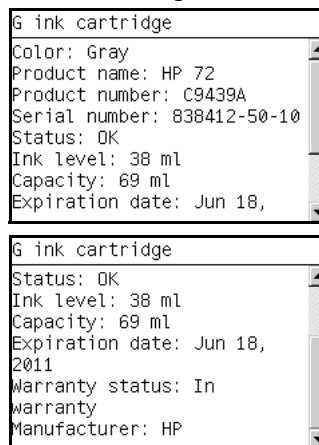 G ink cartridge
Color: Gray
Product name: HP 72
Product number: C9439A
Serial number: 838412-50-10
Status: OK
Ink level: 38 ml
Capacity: 69 ml
Expiration date: Jun 18,
G ink cartridge
Status: OK
Ink level: 38 ml
Capacity: 69 ml
Expiration date: Jun 18,
2011
Warranty status: In
warranty
Manufacturer: HP